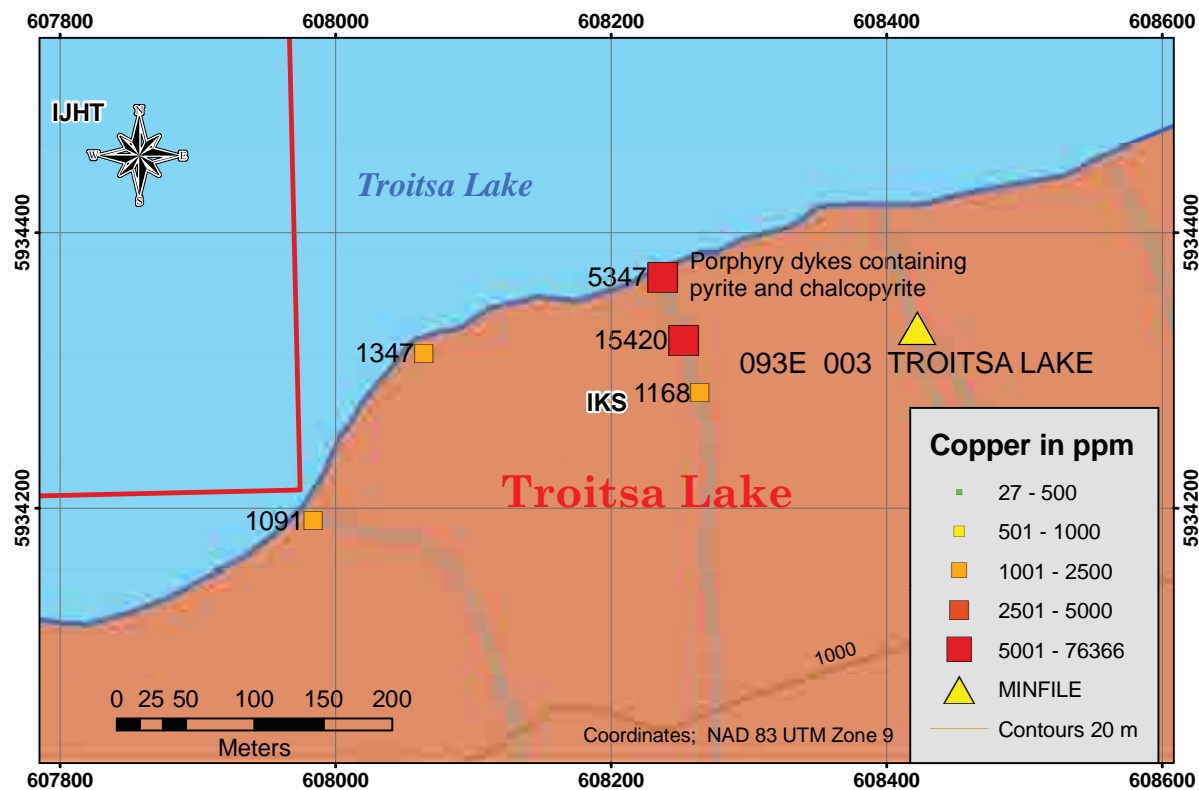 607800 608000 608200 608400 608600
IJHT
N
W E
S
Troitsa Lake
5934400 5934400
5347 Porphyry dykes containing
pyrite and chalcopyrite
15420
1347
093E 003 TROITSA LAKE
1168
IKS
Troitsa Lake
5934200 5934200
1091
Copper in ppm
27 - 500
501 - 1000
1001 - 2500
2501 - 5000
5001 - 76366
MINFILE
Contours 20 m
1000
0 25 50 100 150 200
Meters
Coordinates; NAD 83 UTM Zone 9
607800 608000 608200 608400 608600